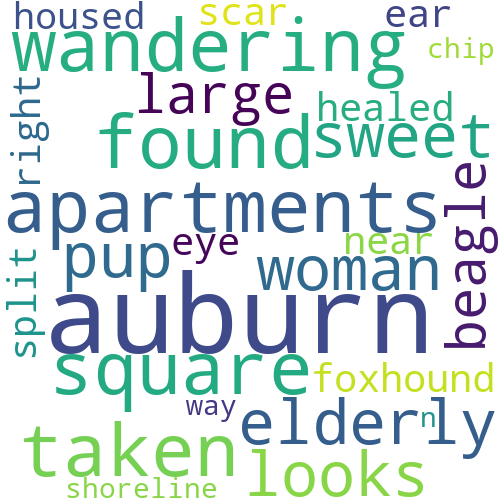 housed scar ear
wandering chip
large healed
right found sweet
apartments beagle
pup eye near
woman
split auburn
square foxhound
way n
taken elderly
looks
shoreline